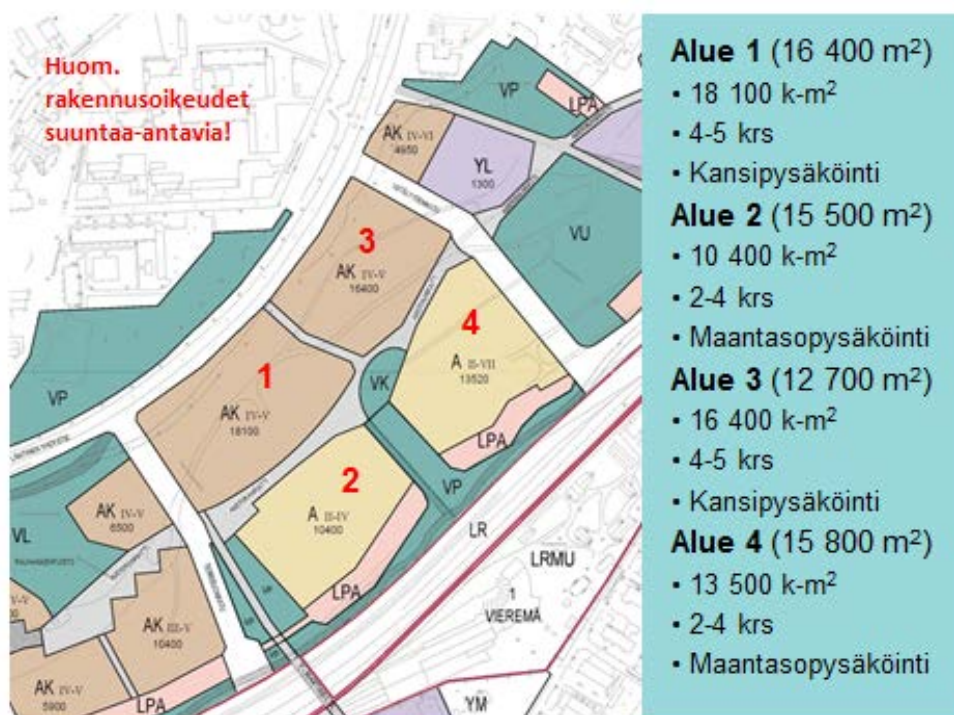 Huom.
rakennusoikeudet
suuntaa-antavia!
VP
LPA
AK IV-VI
4950
YL
1300
VU
3
AK IV-V
16400
4
A II-VII
13520
VK
1
AK IV-V
18100
VP
LPA
VP
2
A II-IV
10400
LPA
AK IV-V
6500
VL
LR
LRMU
1
VIEREMÄ
AK III-V
10400
AK IV-V
5900
LPA
YM
Alue 1 (16 400 m²)
• 18 100 k-m²
• 4-5 krs
• Kansipysäköinti
Alue 2 (15 500 m²)
• 10 400 k-m²
• 2-4 krs
• Maantasopysäköinti
Alue 3 (12 700 m²)
• 16 400 k-m²
• 4-5 krs
• Kansipysäköinti
Alue 4 (15 800 m²)
• 13 500 k-m²
• 2-4 krs
• Maantasopysäköinti